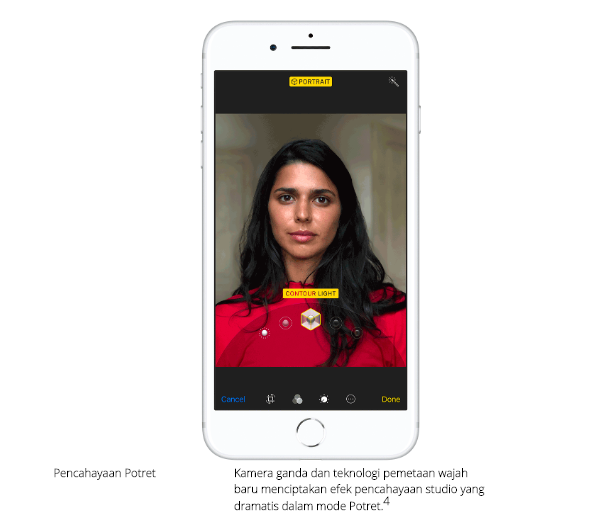 PORTRAIT
CONTOUR LIGHT
Cancel
Done
Pencahayaan Potret
Kamera ganda dan teknologi pemetaan wajah
baru menciptakan efek pencahayaan studio yang
dramatis dalam mode Potret.4